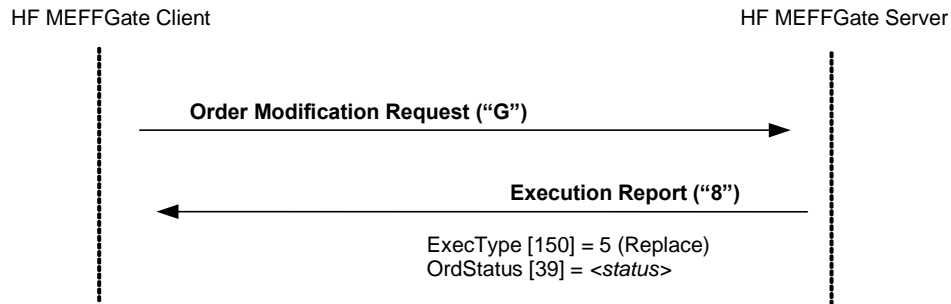 HF MEFFGate Client
HF MEFFGate Server
Order Modification Request (“G”)
Execution Report (“8”)
ExecType [150] = 5 (Replace)
OrdStatus [39] = <status>